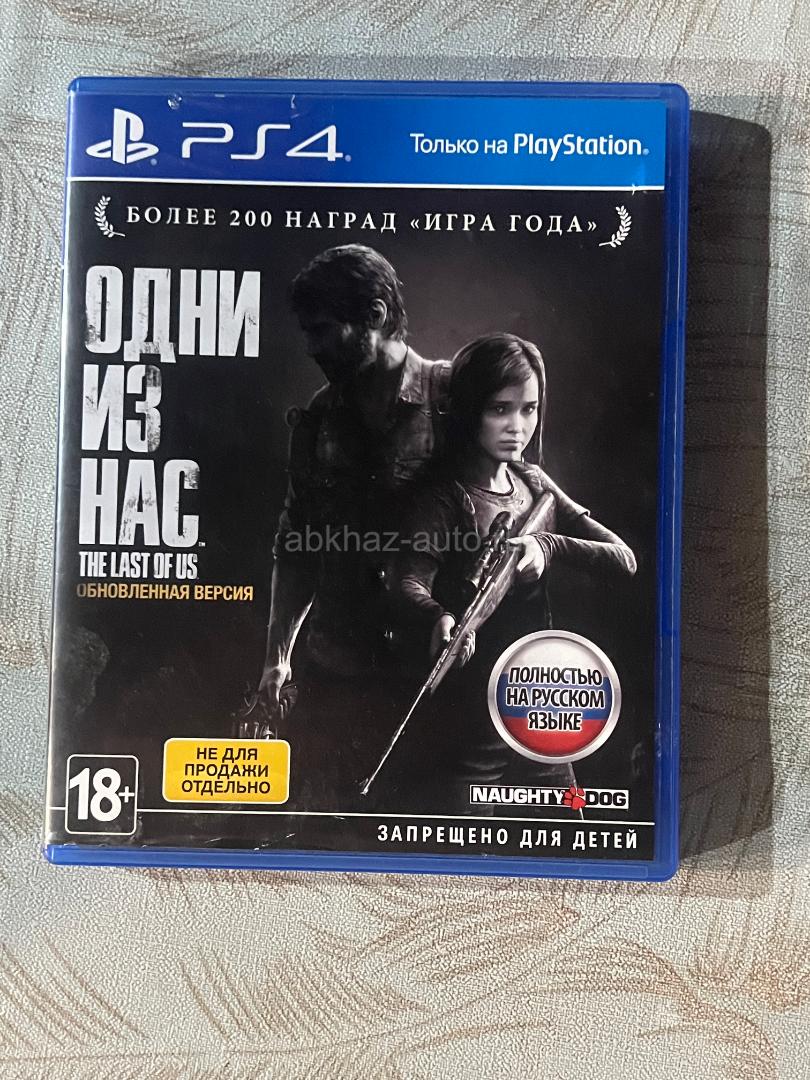 PS4
Только на PlayStation
БОЛЕЕ 200 НАГРАД «ИГРА ГОДА»
ОДНИ
ИЗ
НАС
THE LAST OF US
ОБНОВЛЕННАЯ ВЕРСИЯ
abkhaz-auto
ПОЛНОСТЬЮ
НА РУССКОМ
ЯЗЫКЕ
НЕ ДЛЯ
ПРОДАЖИ
ОТДЕЛЬНО
18+
NAUGHTY DOG
ЗАПРЕЩЕНО ДЛЯ ДЕТЕЙ